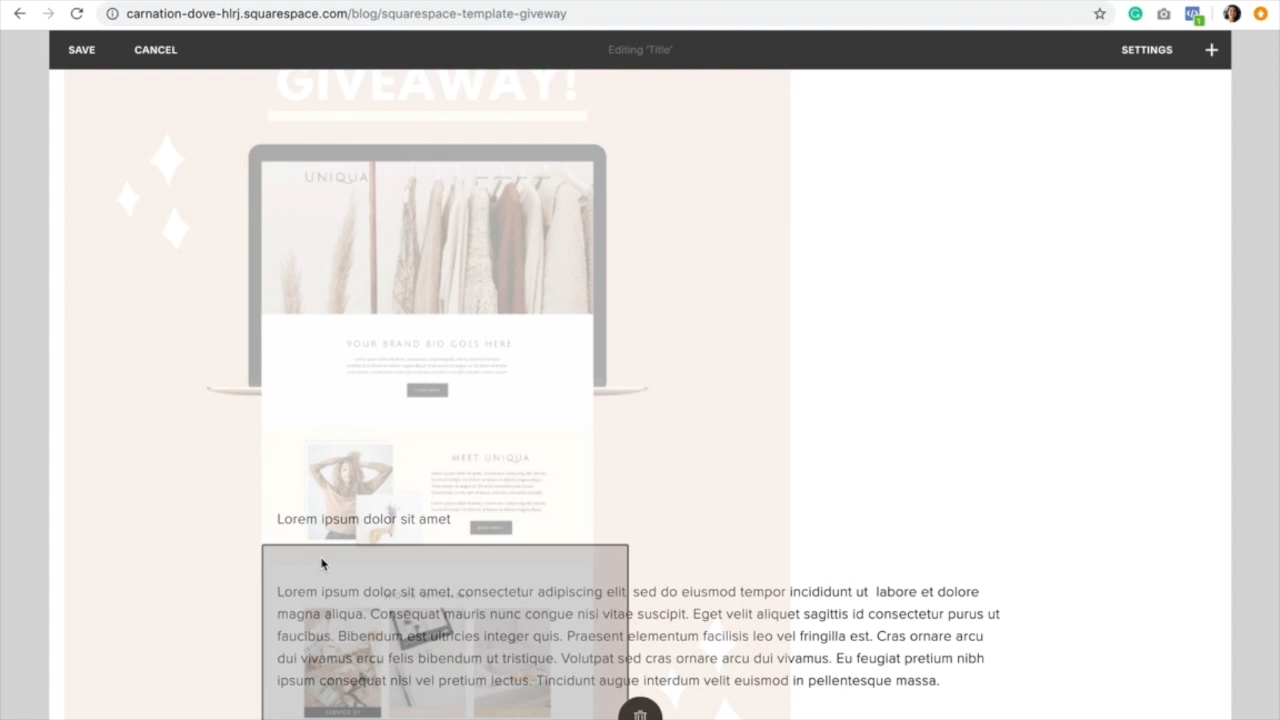 carnation-dove-hlrj.squarespace.com/blog/squarespace-template-giveway
1
SAVE CANCEL Editing 'Title' SETTINGS
GIVEAWAY!
UNIQUA
YOUR BRAND BIO GOES HERE
MEET UNIQUA
Lorem ipsum dolor sit amet
Lorem ipsum dolor sit amet, consectetur adipiscing elit, sed do eiusmod tempor incididunt ut labore et dolore
magna aliqua. Consequat mauris nunc congue nisi vitae suscipit. Eget velit aliquet sagittis id consectetur purus ut
faucibus. Bibendum est ultricies integer quis. Praesent elementum facilisis leo vel fringilla est. Cras ornare arcu
dui vivamus arcu felis bibendum ut tristique. Volutpat sed cras ornare arcu dui vivamus. Eu feugiat pretium nibh
ipsum consequat nisl vel pretium lectus. Tincidunt augue interdum velit euismod in pellentesque massa.
SERVICE 01